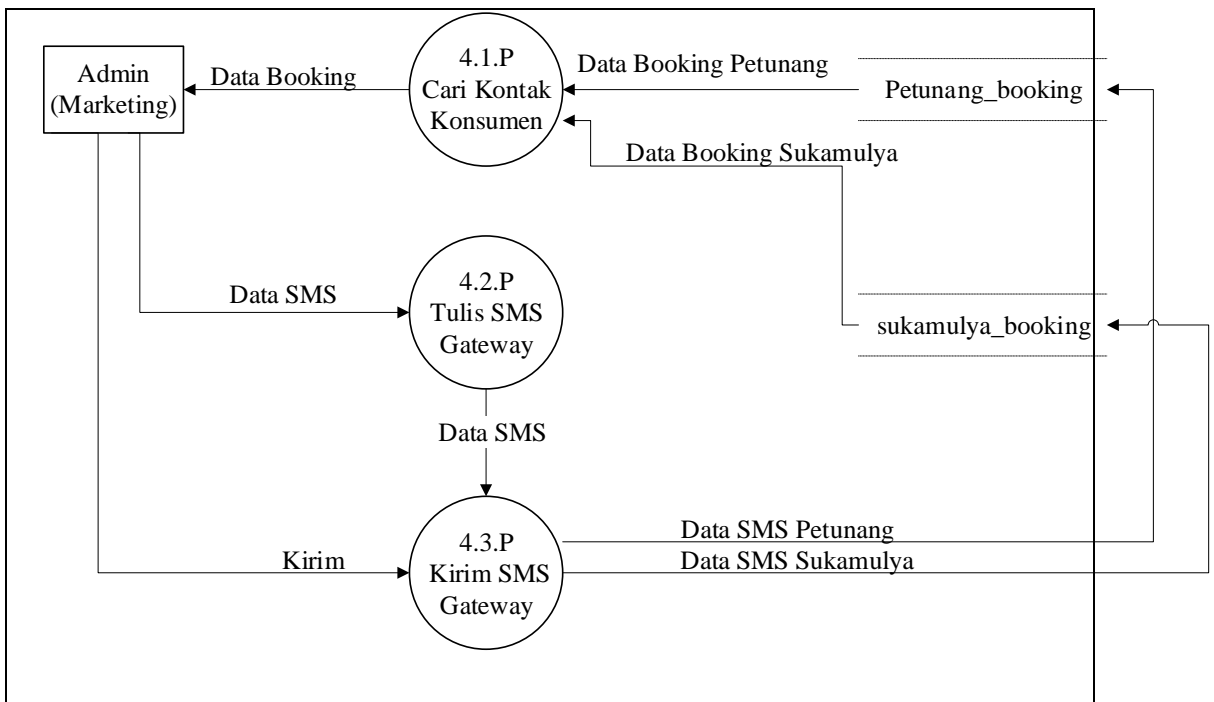 Admin
(Marketing)
Data Booking
4.1.P
Cari Kontak
Konsumen
Data Booking Petunang
Petunang_booking
Data Booking Sukamulya
Data SMS
4.2.P
Tulis SMS
Gateway
sukamulya_booking
Data SMS
Kirim
4.3.P
Kirim SMS
Gateway
Data SMS Petunang
Data SMS Sukamulya